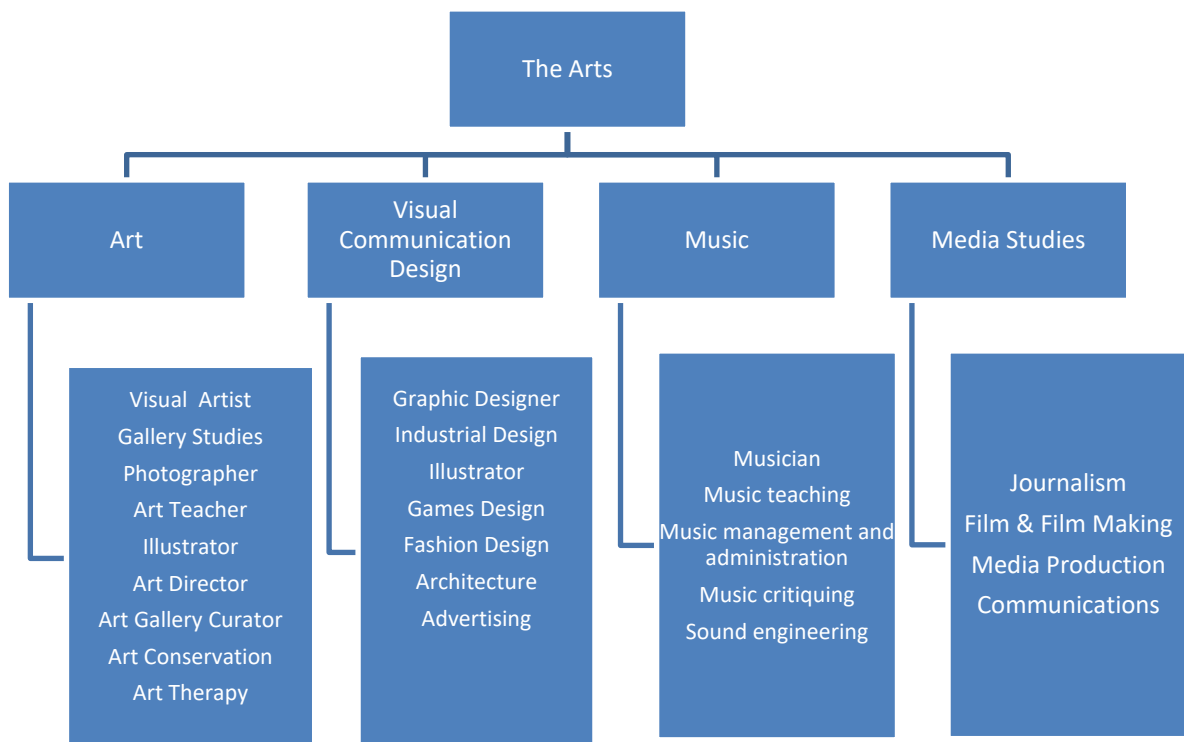 The Arts
Art
Visual
Communication
Design
Music
Media Studies
Visual  Artist
Gallery Studies
Photographer
Art Teacher
Illustrator
Art Director
Art Gallery Curator
Art Conservation
Art Therapy
Graphic Designer
Industrial Design
Illustrator
Games Design
Fashion Design
Architecture
Advertising
Musician
Music teaching
Music management and
administration
Music critiquing
Sound engineering
Journalism
Film & Film Making
Media Production
Communications